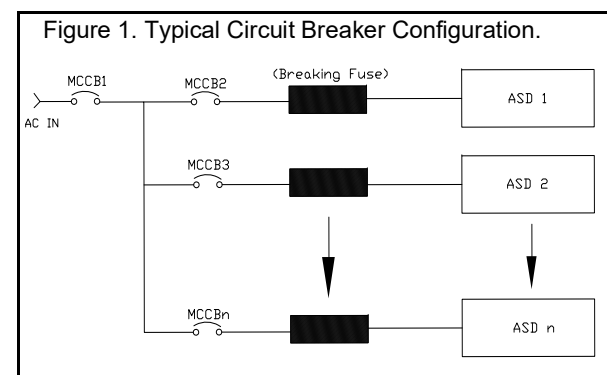 Figure 1. Typical Circuit Breaker Configuration.
MCCB1
MCCB2
(Breaking Fuse)
ASD 1
AC IN
MCCB3
ASD 2
MCCBn
ASD n